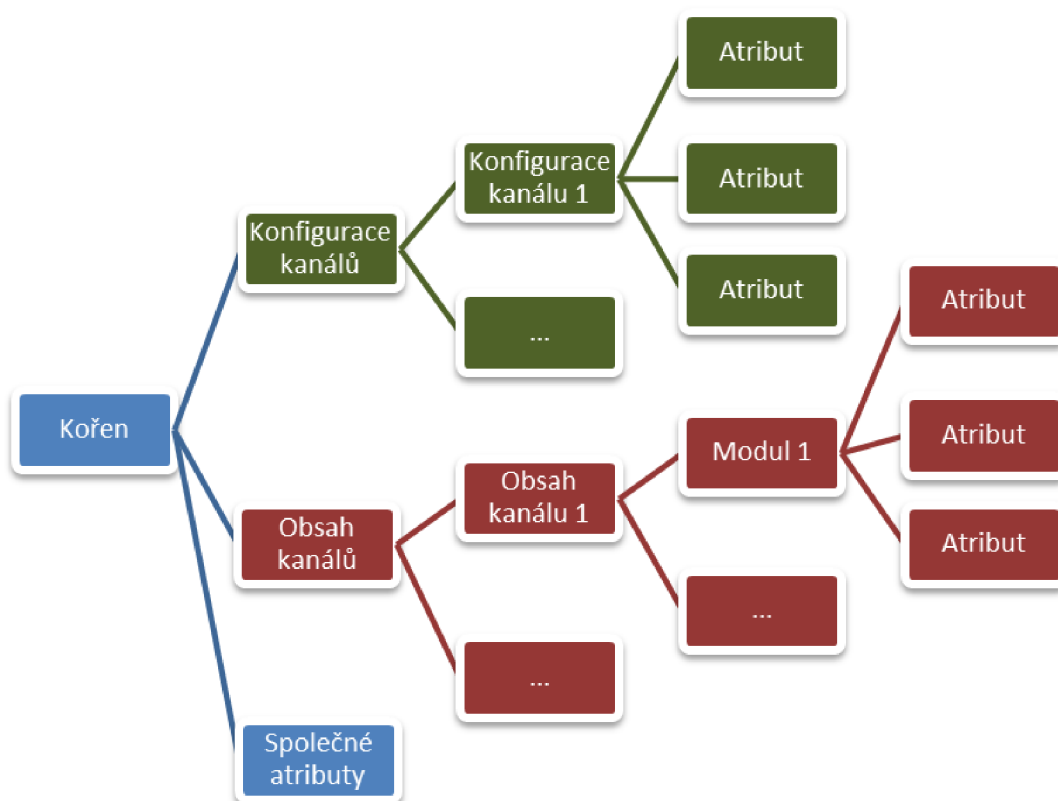 Atribut
Konfigurace
kanálu 1
Atribut
Konfigurace
kanálů
Atribut
Atribut
...
Kořen
Atribut
Modul 1
Obsah
kanálu 1
Obsah
kanálů
Atribut
...
...
Společné
atributy